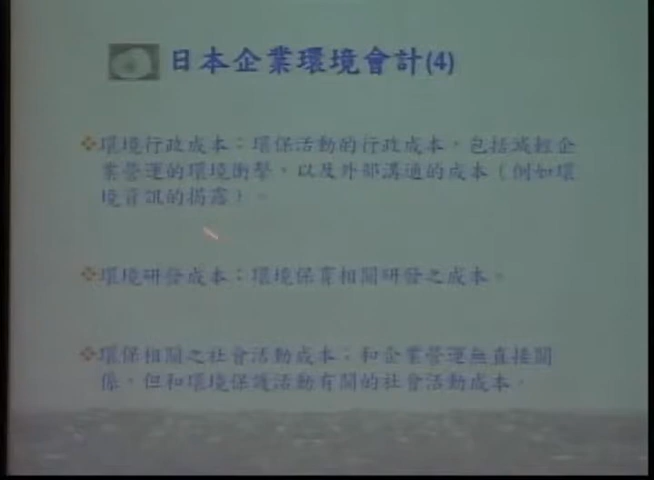 日本企業環境會計(4)
環境行政成本：環保活動的行政成本，包括減輕企
業營運的環境衝擊，以及外部溝通的成本（例如環
境資訊的揭露）。
環境研發成本：環境保育相關研發之成本。
環保相關之社會活動成本：和企業營運無直接關
係，但和環境保護活動有關的社會活動成本。